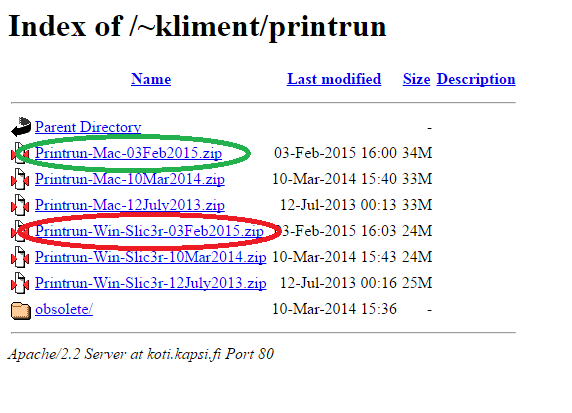 Index of /~kliment/printrun
Name Last modified Size Description
Parent Directory -
Printrun-Mac-03Feb2015.zip 03-Feb-2015 16:00 34M
Printrun-Mac-10Mar2014.zip 10-Mar-2014 15:40 33M
Printrun-Mac-12July2013.zip 12-Jul-2013 00:13 33M
Printrun-Win-Slic3r-03Feb2015.zip 3-Feb-2015 16:03 24M
Printrun-Win-Slic3r-10Mar2014.zip 10-Mar-2014 15:43 24M
Printrun-Win-Slic3r-12July2013.zip 12-Jul-2013 00:16 25M
obsolete/ 10-Mar-2014 15:36 -
Apache/2.2 Server at koti.kapsi.fi Port 80